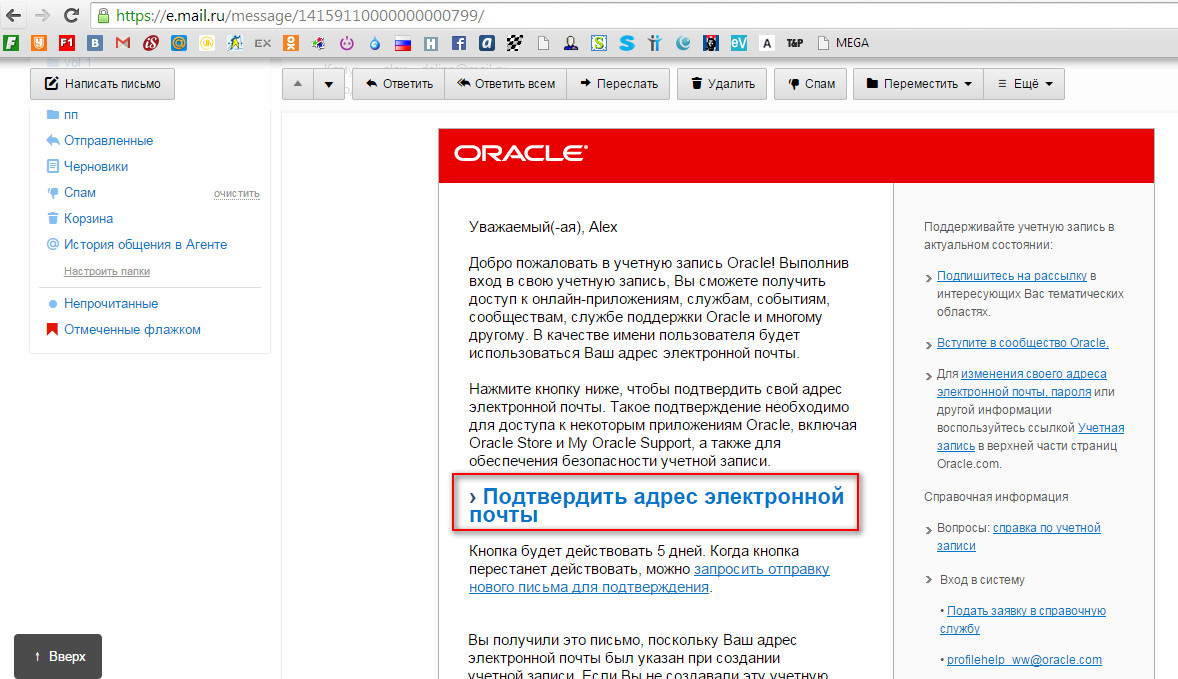 https://e.mail.ru/message/14159110000000000799/
MEGA
Написать письмо
Ответить
Ответить всем
Переслать
Удалить
Спам
Переместить
Ещё
пп
Отправленные
Черновики
Спам
очистить
Корзина
История общения в Агенте
Настроить папки
Непрочитанные
Отмеченные флажком
Вверх
ORACLE
Уважаемый(-ая), Alex
Добро пожаловать в учетную запись Oracle! Выполнив
вход в свою учетную запись, Вы сможете получить
доступ к онлайн-приложениям, службам, событиям,
сообществам, службе поддержки Oracle и многому
другому. В качестве имени пользователя будет
использоваться Ваш адрес электронной почты.
Нажмите кнопку ниже, чтобы подтвердить свой адрес
электронной почты. Такое подтверждение необходимо
для доступа к некоторым приложениям Oracle, включая
Oracle Store и My Oracle Support, а также для
обеспечения безопасности учетной записи.
› Подтвердить адрес электронной
почты
Кнопка будет действовать 5 дней. Когда кнопка
перестанет действовать, можно запросить отправку
нового письма для подтверждения.
Вы получили это письмо, поскольку Ваш адрес
электронной почты был указан при создании
учетной записи. Если Вы не создавали эту учетную
Поддерживайте учетную запись в
актуальном состоянии:
Подпишитесь на рассылку в
интересующих Вас тематических
областях.
Вступите в сообщество Oracle.
Для изменения своего адреса
электронной почты, пароля или
другой информации
воспользуйтесь ссылкой Учетная
запись в верхней части страниц
Oracle.com.
Справочная информация
Вопросы: справка по учетной
записи
Вход в систему
• Подать заявку в справочную
службу
• profilehelp_ww@oracle.com